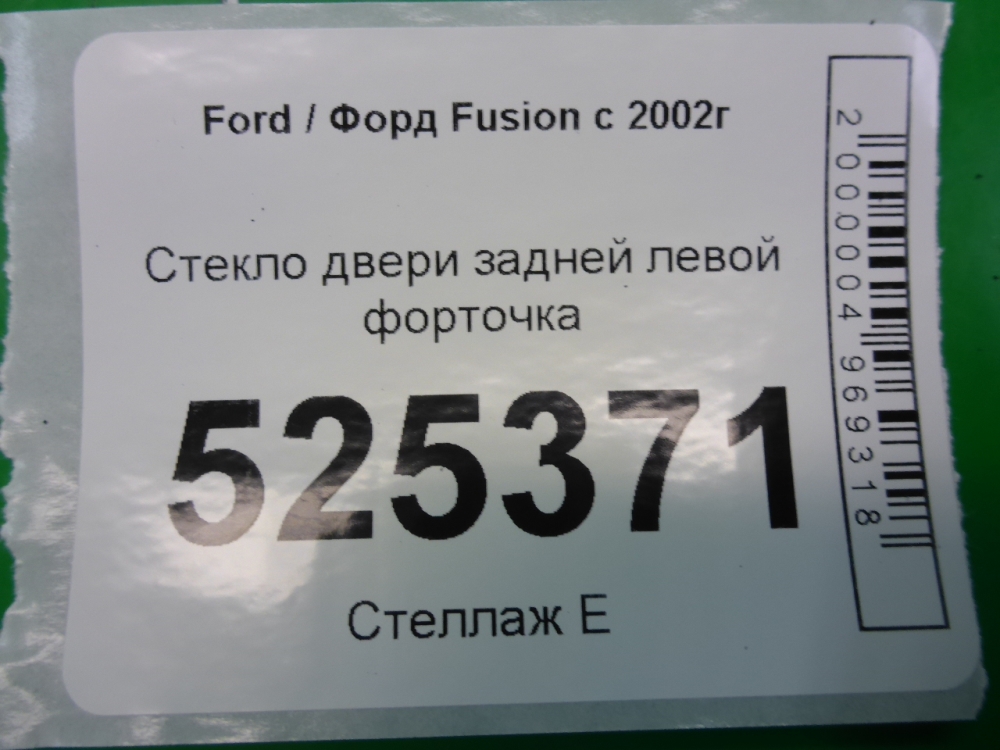 Ford / Форд Fusion с 2002г
Стекло двери задней левой
форточка
525371
Стеллаж Е
2000004969318